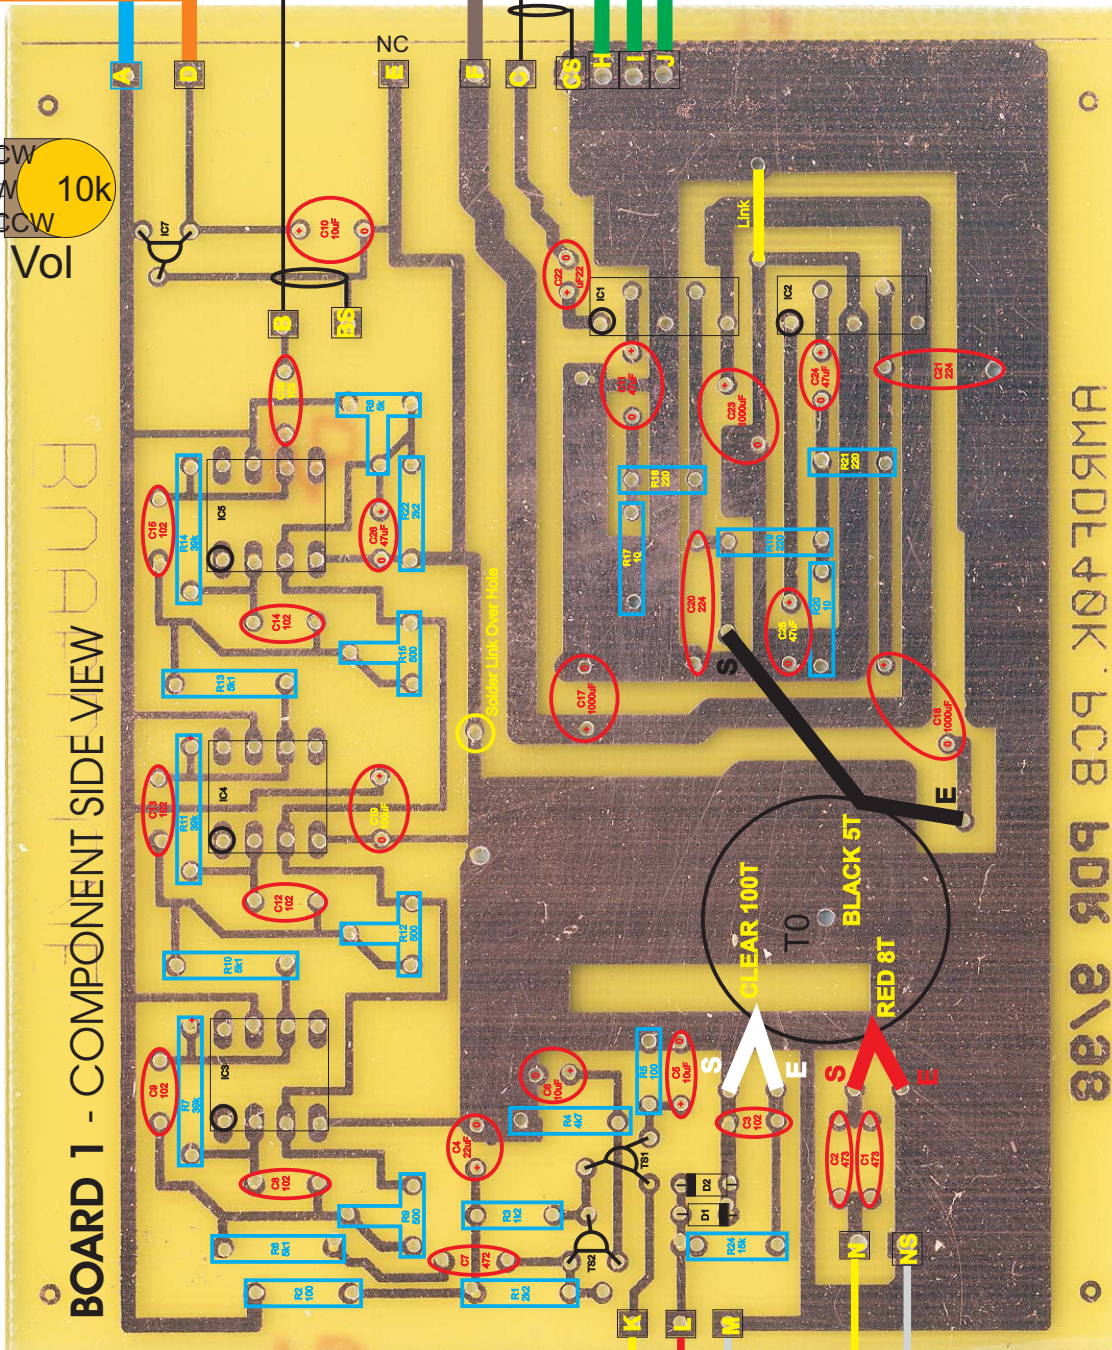 NC
A
D
E
F
G
CS
H
I
J
CW
W
CCW
10k
Vol
IC7
C10
10uF
B
BS
C22
uF22
IC1
IC2
Link
C21
224
C24
47uF
C23
1000uF
47uF
R8
5k
IC5
C15
102
R14
39k
C26
47uF
R22
2k2
R18
220
R21
220
R17
10
R19
220
C20
224
C25
47uF
R20
10
C14
102
R15
500
R13
5k1
Solder Link Over Hole
C17
1000uF
C18
1000uF
S
E
C13
102
R11
39k
IC4
C19
100uF
C12
102
R12
500
R10
5k1
BOARD 1 - COMPONENT SIDE VIEW
CLEAR 100T
T0
BLACK 5T
RED 8T
S
E
S
E
C9
102
R7
39k
IC3
C6
10uF
R5
100
C5
10uF
C4
22uF
R4
4k7
TS1
C3
102
C2
473
C1
473
C8
102
R9
500
R3
1k2
TS2
D2
D1
R6
5k1
C7
472
R24
15k
R2
100
R1
2k2
K
L
M
N
NS